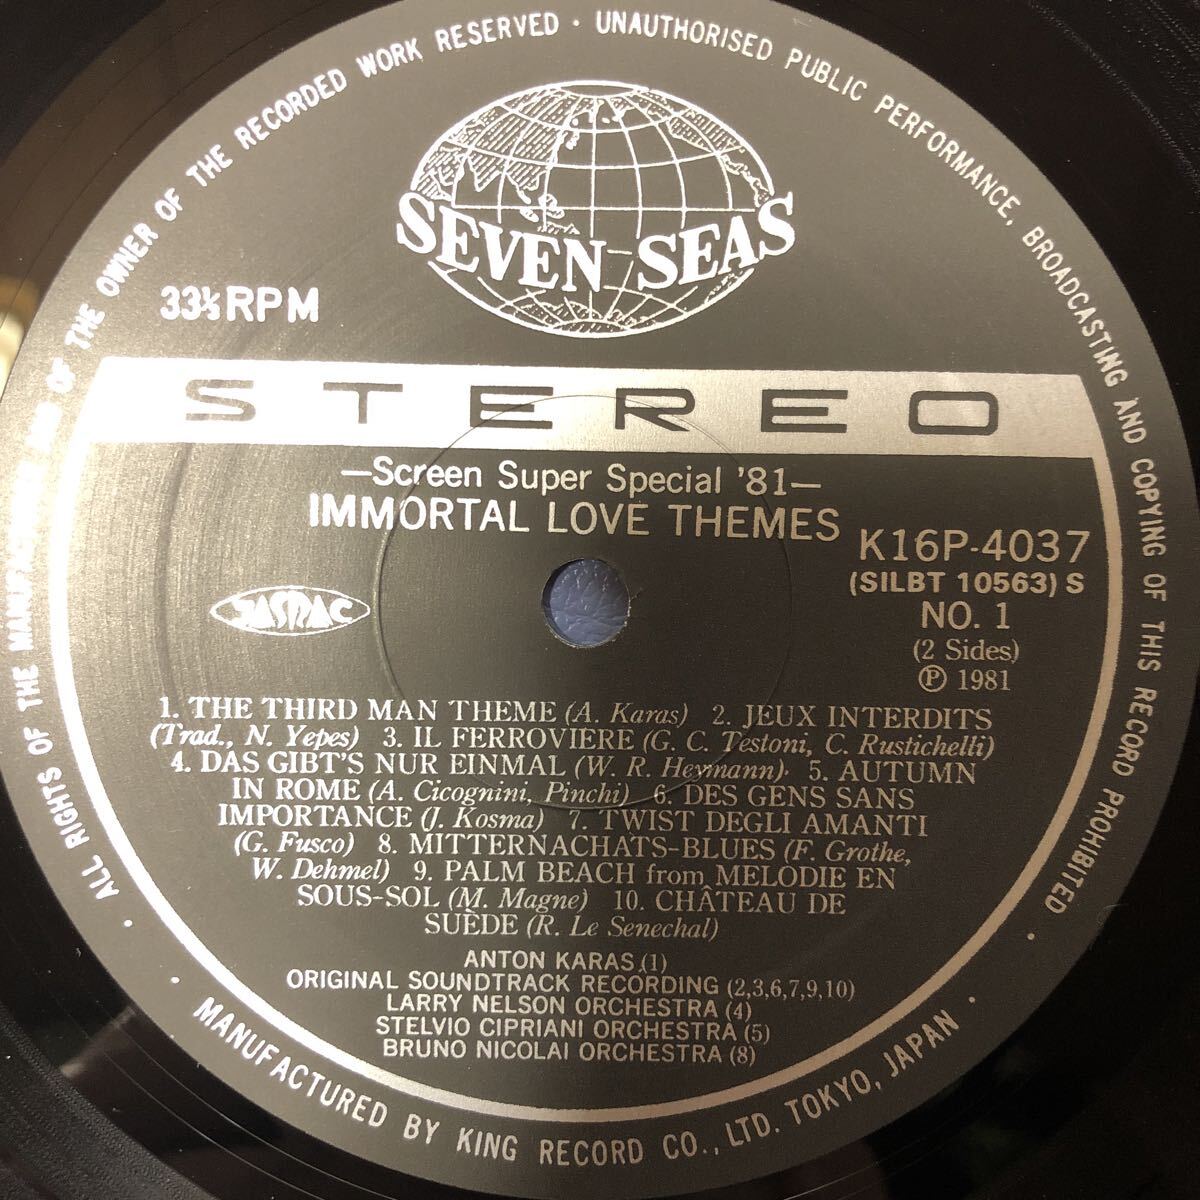 ALL RIGHTS OF THE MANUFACTURER AND OF THE OWNER OF THE RECORDED WORK RESERVED · UNAUTHORISED PUBLIC PERFORMANCE, BROADCASTING AND COPYING OF THIS RECORD PROHIBITED
SEVEN SEAS
33⅓RPM
STEREO
—Screen Super Special '81—
IMMORTAL LOVE THEMES
K16P-4037
(SILBT 10563) S
JASRAC
NO. 1
(2 Sides)
Ⓟ 1981
1. THE THIRD MAN THEME (A. Karas) 2. JEUX INTERDITS
(Trad., N. Yepes) 3. IL FERROVIERE (G. C. Testoni, C. Rustichelli)
4. DAS GIBT'S NUR EINMAL (W. R. Heymann). 5. AUTUMN
IN ROME (A. Cicognini, Pinchi) 6. DES GENS SANS
IMPORTANCE (J. Kosma) 7. TWIST DEGLI AMANTI
(G. Fusco) 8. MITTERNACHATS-BLUES (F. Grothe,
W. Dehmel) 9. PALM BEACH from MELODIE EN
SOUS-SOL (M. Magne) 10. CHÂTEAU DE
SUÈDE (R. Le Senechal)
ANTON KARAS (1)
ORIGINAL SOUNDTRACK RECORDING (2,3,6,7,9,10)
LARRY NELSON ORCHESTRA (4)
STELVIO CIPRIANI ORCHESTRA (5)
BRUNO NICOLAI ORCHESTRA (8)
· MANUFACTURED BY KING RECORD CO., LTD. TOKYO, JAPAN ·